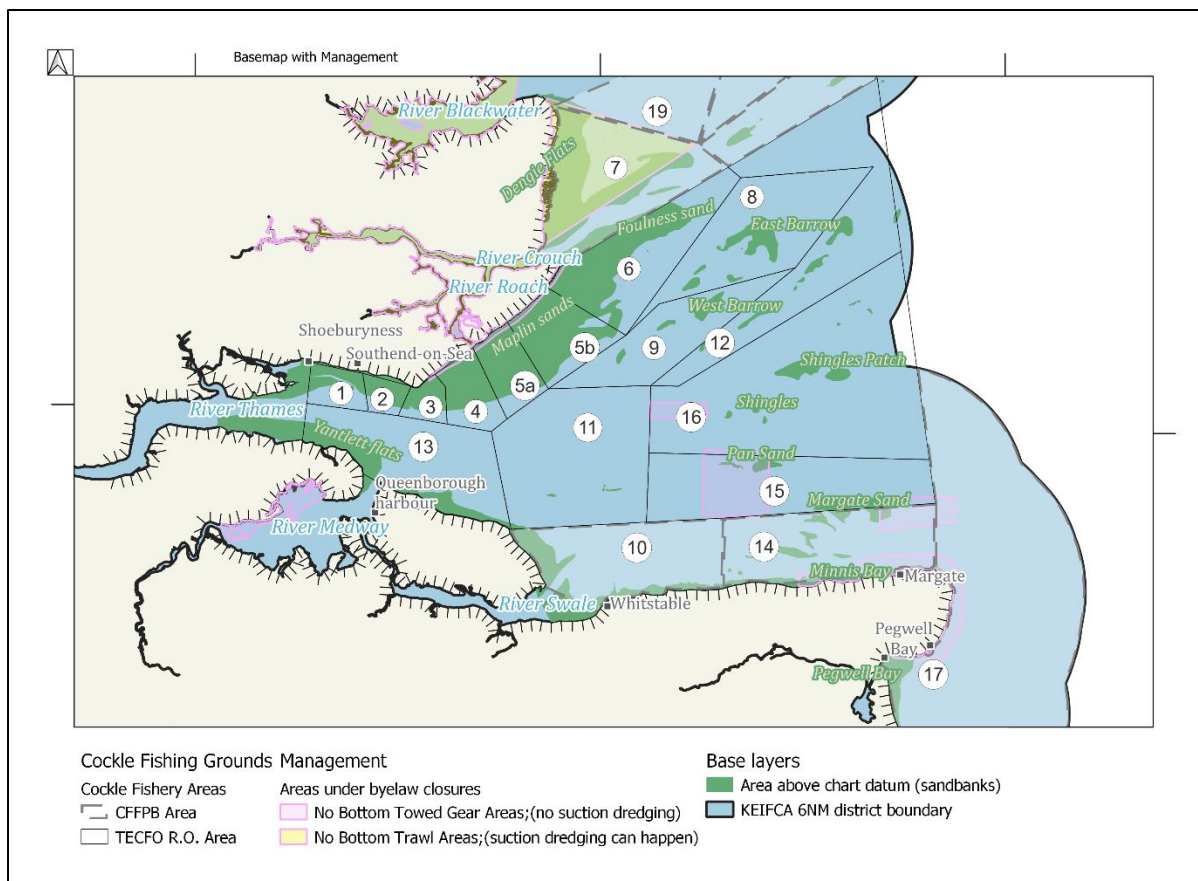 Basemap with Management
River Blackwater
19
Dengie Flats
7
8
Foulness sand
East Barrow
River Crouch
6
River Roach
Maplin sands
West Barrow
Shoeburyness
5b
9
12
Southend-on-Sea
Shingles Patch
5a
1
2
3
4
Shingles
River Thames
16
11
Yantlett flats
13
Pan Sand
Queenborough
harbour
15
Margate Sand
River Medway
10
14
Minnis Bay
Margate
River Swale
Whitstable
Pegwell
Bay
Pegwell Bay
17
Cockle Fishing Grounds
Cockle Fishery Areas
CFFPB Area
TECFO R.O. Area
Management
Areas under byelaw closures
No Bottom Towed Gear Areas;(no suction dredging)
No Bottom Trawl Areas;(suction dredging can happen)
Base layers
Area above chart datum (sandbanks)
KEIFCA 6NM district boundary